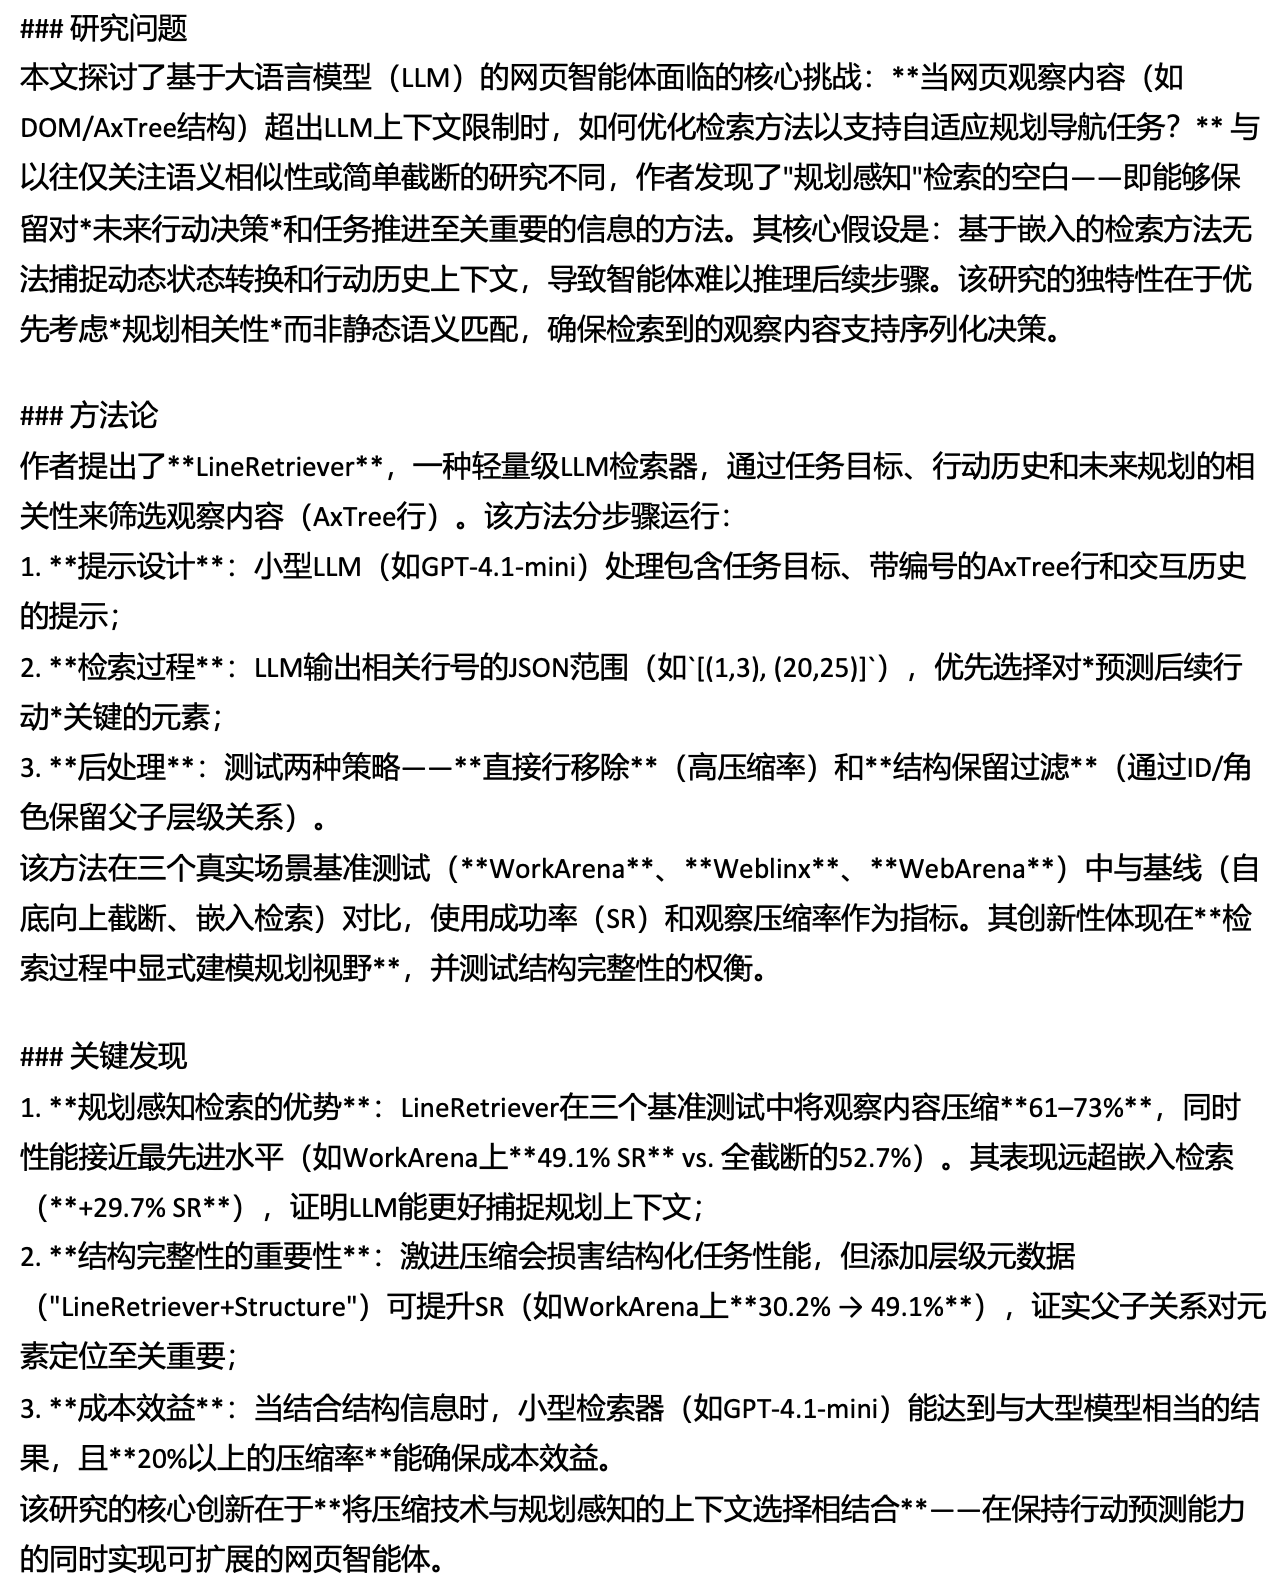 ### 研究问题
本文探讨了基于大语言模型（LLM）的网页智能体面临的核心挑战：**当网页观察内容（如
DOM/AxTree结构）超出LLM上下文限制时，如何优化检索方法以支持自适应规划导航任务？** 与
以往仅关注语义相似性或简单截断的研究不同，作者发现了"规划感知"检索的空白——即能够保
留对*未来行动决策*和任务推进至关重要的信息的方法。其核心假设是：基于嵌入的检索方法无
法捕捉动态状态转换和行动历史上下文，导致智能体难以推理后续步骤。该研究的独特性在于优
先考虑*规划相关性*而非静态语义匹配，确保检索到的观察内容支持序列化决策。
### 方法论
作者提出了**LineRetriever**，一种轻量级LLM检索器，通过任务目标、行动历史和未来规划的相
关性来筛选观察内容（AxTree行）。该方法分步骤运行：
1. **提示设计**：小型LLM（如GPT-4.1-mini）处理包含任务目标、带编号的AxTree行和交互历史
的提示；
2. **检索过程**：LLM输出相关行号的JSON范围（如`[(1,3), (20,25)]`），优先选择对*预测后续行
动*关键的元素；
3. **后处理**：测试两种策略——**直接行移除**（高压缩率）和**结构保留过滤**（通过ID/角
色保留父子层级关系）。
该方法在三个真实场景基准测试（**WorkArena**、**Weblinx**、**WebArena**）中与基线（自
底向上截断、嵌入检索）对比，使用成功率（SR）和观察压缩率作为指标。其创新性体现在**检
索过程中显式建模规划视野**，并测试结构完整性的权衡。
### 关键发现
1. **规划感知检索的优势**：LineRetriever在三个基准测试中将观察内容压缩**61–73%**，同时
性能接近最先进水平（如WorkArena上**49.1% SR** vs. 全截断的52.7%）。其表现远超嵌入检索
（**+29.7% SR**），证明LLM能更好捕捉规划上下文；
2. **结构完整性的重要性**：激进压缩会损害结构化任务性能，但添加层级元数据
（"LineRetriever+Structure"）可提升SR（如WorkArena上**30.2% → 49.1%**），证实父子关系对元
素定位至关重要；
3. **成本效益**：当结合结构信息时，小型检索器（如GPT-4.1-mini）能达到与大型模型相当的结
果，且**20%以上的压缩率**能确保成本效益。
该研究的核心创新在于**将压缩技术与规划感知的上下文选择相结合**——在保持行动预测能力
的同时实现可扩展的网页智能体。